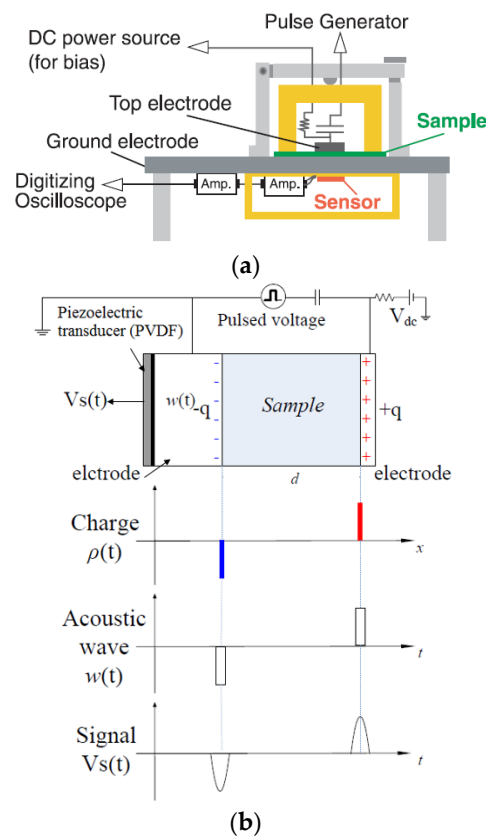 DC power source
(for bias)
Pulse Generator
Top electrode
Sample
Ground electrode
Digitizing
Oscilloscope
Amp.
Amp.
Sensor
(a)
Piezoelectric
transducer (PVDF)
Pulsed voltage
Vdc
Vs(t)
w(t)
-q
Sample
+q
elctrode
d
electrode
Charge
ρ(t)
x
Acoustic
wave
w(t)
t
Signal
Vs(t)
t
(b)